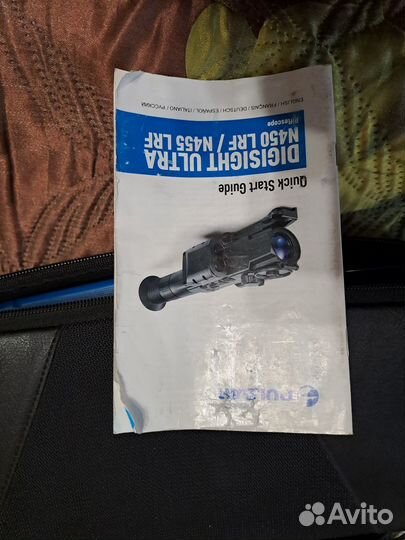 PULSAR
Quick Start Guide
DIGISIGHT ULTRA
N450 LRF / N455 LRF
Riflescope
ENGLISH / FRANÇAIS / DEUTSCH / ESPAÑOL / ITALIANO / РУССКИЙ
Avito